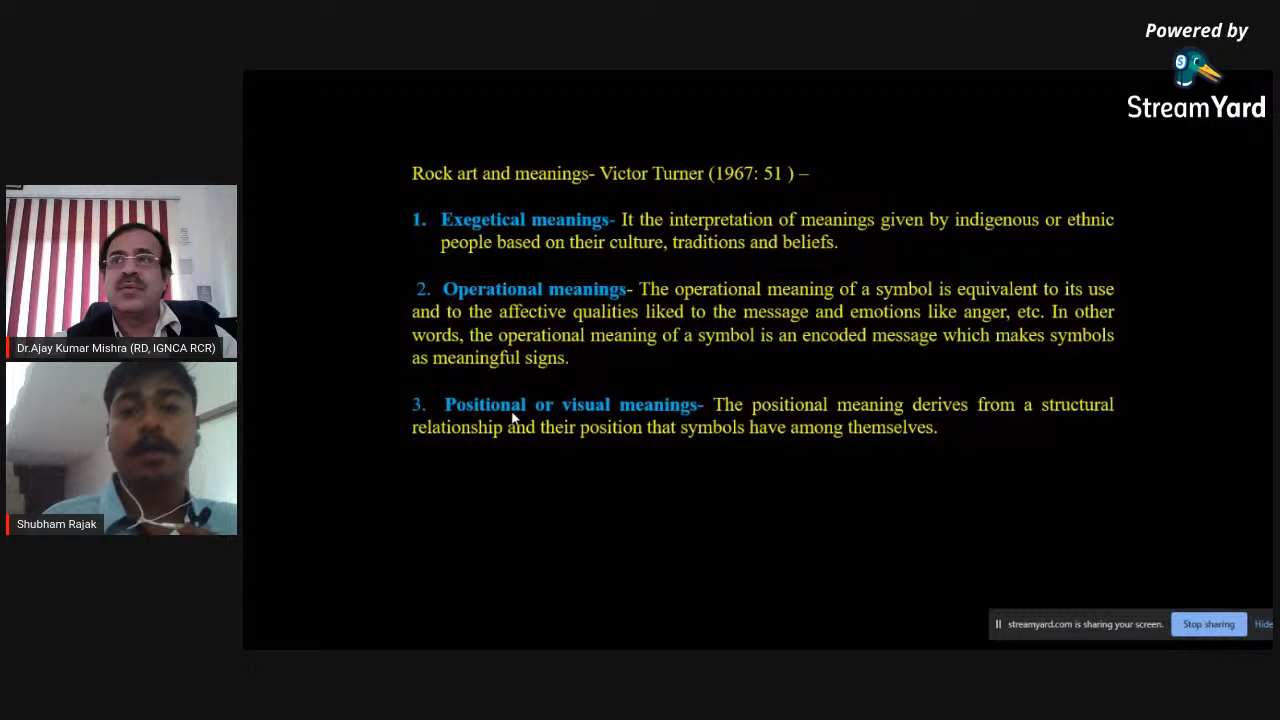 Powered by
StreamYard
Rock art and meanings- Victor Turner (1967: 51 ) –
1. Exegetical meanings- It the interpretation of meanings given by indigenous or ethnic
people based on their culture, traditions and beliefs.
2. Operational meanings- The operational meaning of a symbol is equivalent to its use
and to the affective qualities liked to the message and emotions like anger, etc. In other
words, the operational meaning of a symbol is an encoded message which makes symbols
as meaningful signs.
3. Positional or visual meanings- The positional meaning derives from a structural
relationship and their position that symbols have among themselves.
Dr.Ajay Kumar Mishra (RD, IGNCA RCR)
Shubham Rajak
streamyard.com is sharing your screen.
Stop sharing
Hide